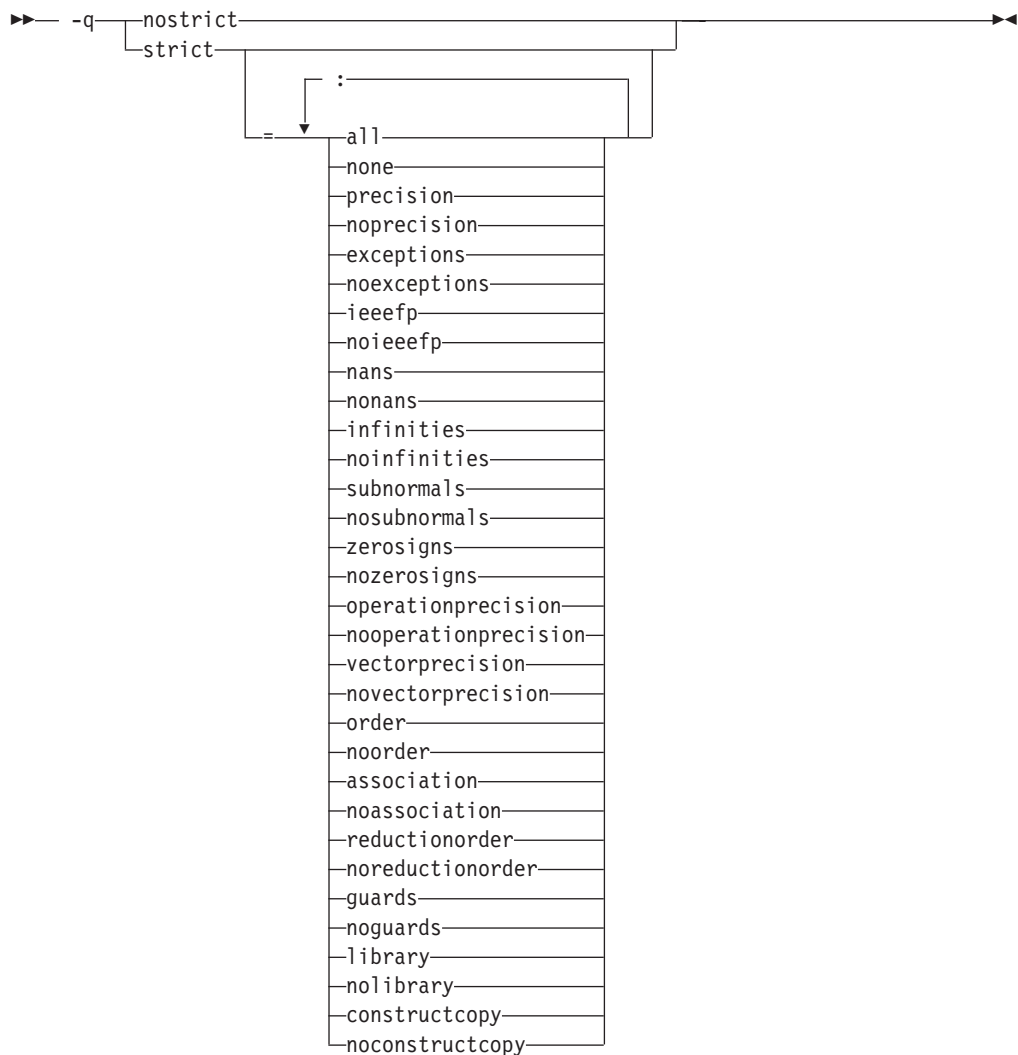 -q nostrict
strict
:
= all
none
precision
noprecision
exceptions
noexceptions
ieeefp
noieeefp
nans
nonans
infinities
noinfinities
subnormals
nosubnormals
zerosigns
nozerosigns
operationprecision
nooperationprecision
vectorprecision
novectorprecision
order
noorder
association
noassociation
reductionorder
noreductionorder
guards
noguards
library
nolibrary
constructcopy
noconstructcopy